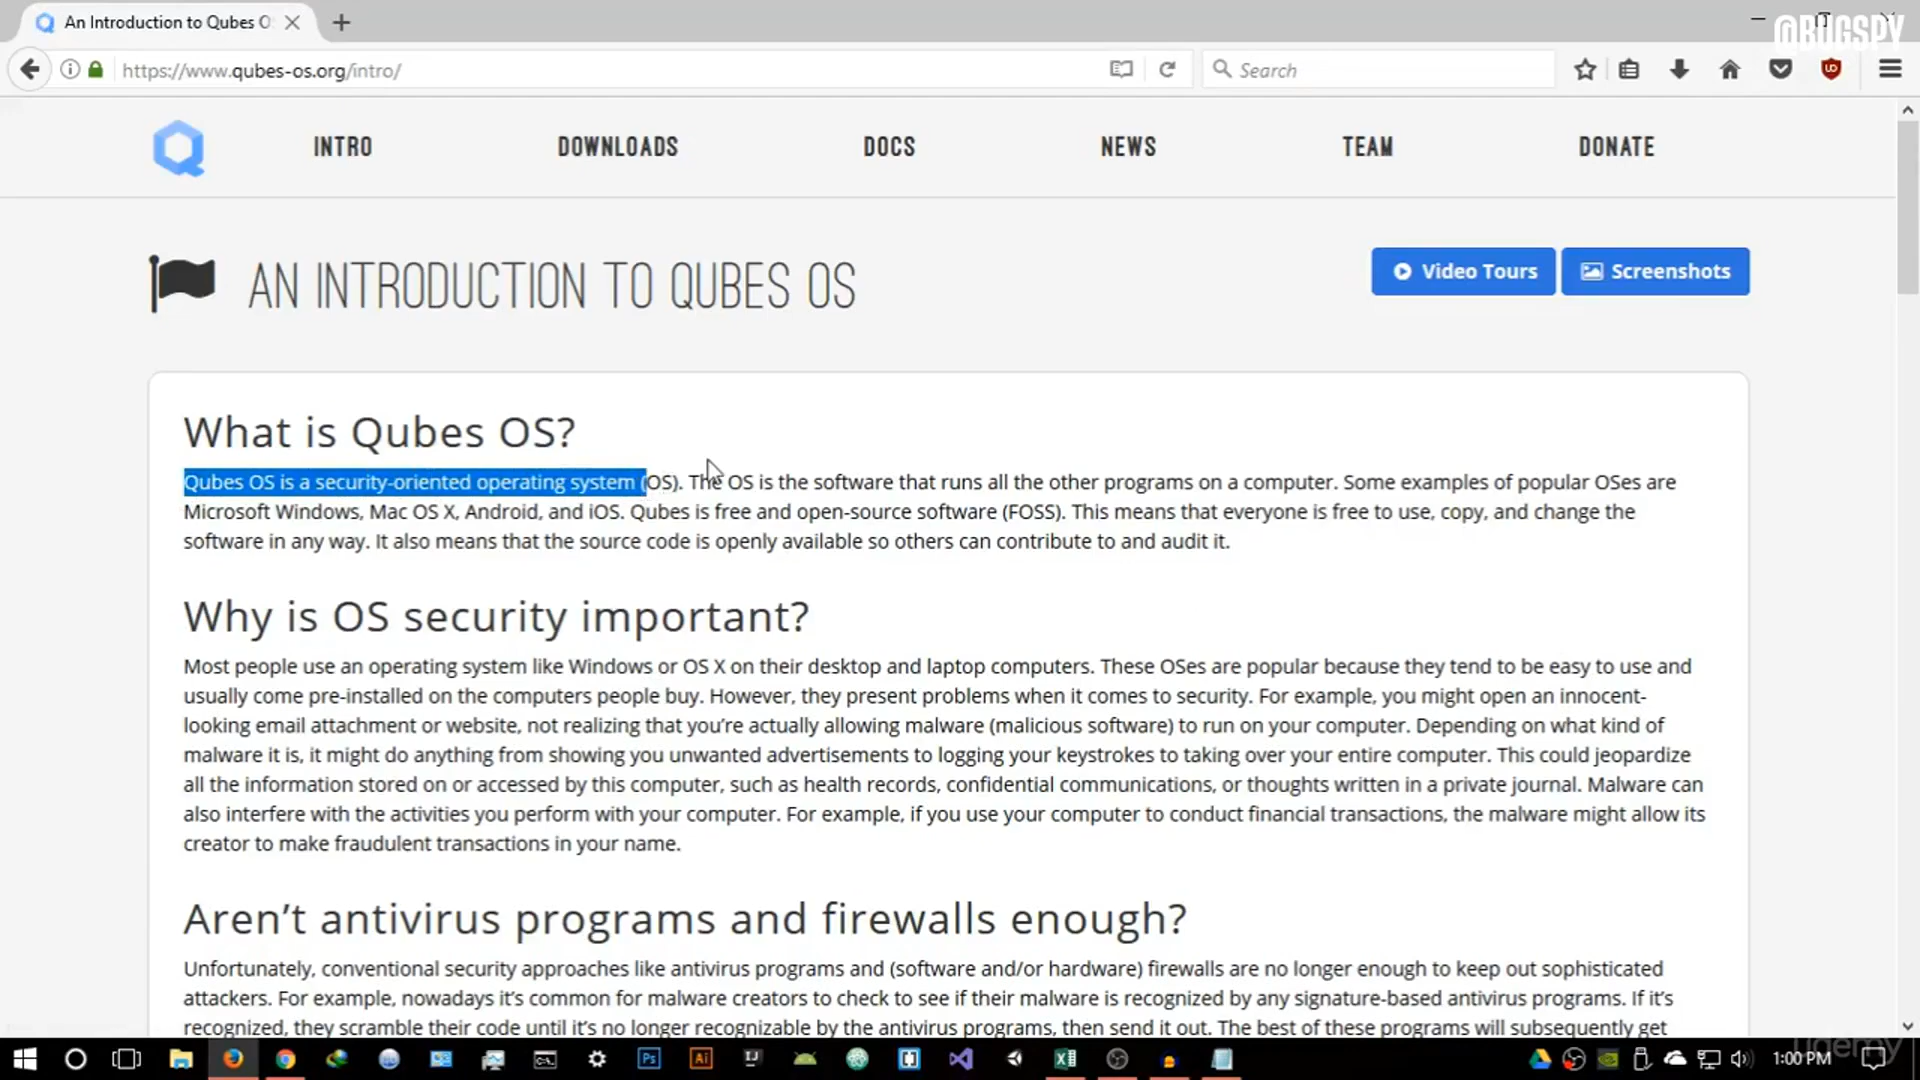 An Introduction to Qubes O
@BUGSPY
https://www.qubes-os.org/intro/
Search
INTRO
DOWNLOADS
DOCS
NEWS
TEAM
DONATE
AN INTRODUCTION TO QUBES OS
Video Tours
Screenshots
What is Qubes OS?
Qubes OS is a security-oriented operating system (OS). The OS is the software that runs all the other programs on a computer. Some examples of popular OSes are
Microsoft Windows, Mac OS X, Android, and iOS. Qubes is free and open-source software (FOSS). This means that everyone is free to use, copy, and change the
software in any way. It also means that the source code is openly available so others can contribute to and audit it.
Why is OS security important?
Most people use an operating system like Windows or OS X on their desktop and laptop computers. These OSes are popular because they tend to be easy to use and
usually come pre-installed on the computers people buy. However, they present problems when it comes to security. For example, you might open an innocent-
looking email attachment or website, not realizing that you're actually allowing malware (malicious software) to run on your computer. Depending on what kind of
malware it is, it might do anything from showing you unwanted advertisements to logging your keystrokes to taking over your entire computer. This could jeopardize
all the information stored on or accessed by this computer, such as health records, confidential communications, or thoughts written in a private journal. Malware can
also interfere with the activities you perform with your computer. For example, if you use your computer to conduct financial transactions, the malware might allow its
creator to make fraudulent transactions in your name.
Aren't antivirus programs and firewalls enough?
Unfortunately, conventional security approaches like antivirus programs and (software and/or hardware) firewalls are no longer enough to keep out sophisticated
attackers. For example, nowadays it's common for malware creators to check to see if their malware is recognized by any signature-based antivirus programs. If it's
recognized, they scramble their code until it's no longer recognizable by the antivirus programs, then send it out. The best of these programs will subsequently get
Ps
Ai
IJ
udemy
1:00 PM